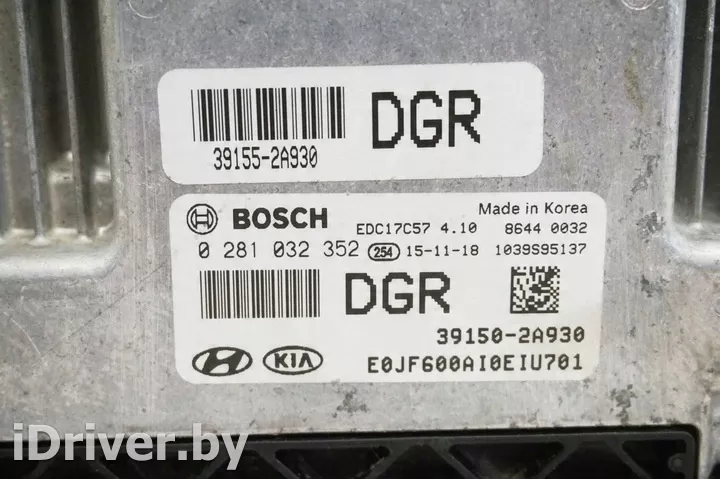 DGR
39155-2A930
BOSCH
EDC17C57 4.10
Made in Korea
8644 0032
0 281 032 352
254
15-11-18
1039S95137
DGR
39150-2A930
KIA
E0JF600AI0EIU701
iDriver.by